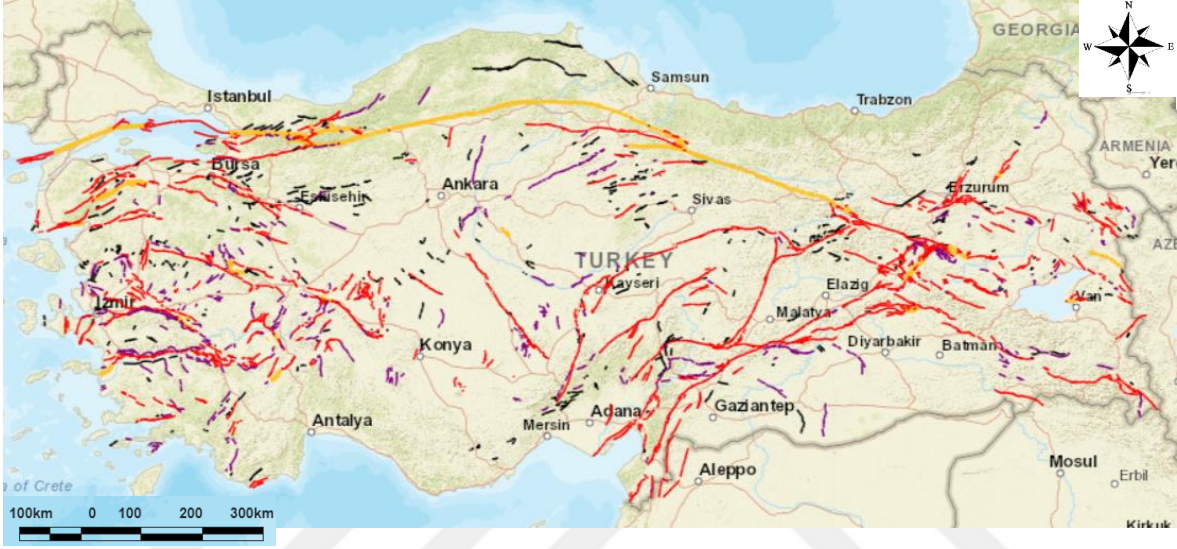 N
GEORGIA
W
E
S
Samsun
Istanbul
Trabzon
ARMENIA
Bursa
Ankara
Erzurum
Eskisehir
Sivas
TURKEY
Kayseri
Elazig
Van
Izmir
Malatya
Konya
Diyarbakir
Batman
Gaziantep
Adana
Antalya
Mersin
Aleppo
Mosul
Erbil
of Crete
100km 0 100 200 300km
Kirkuk